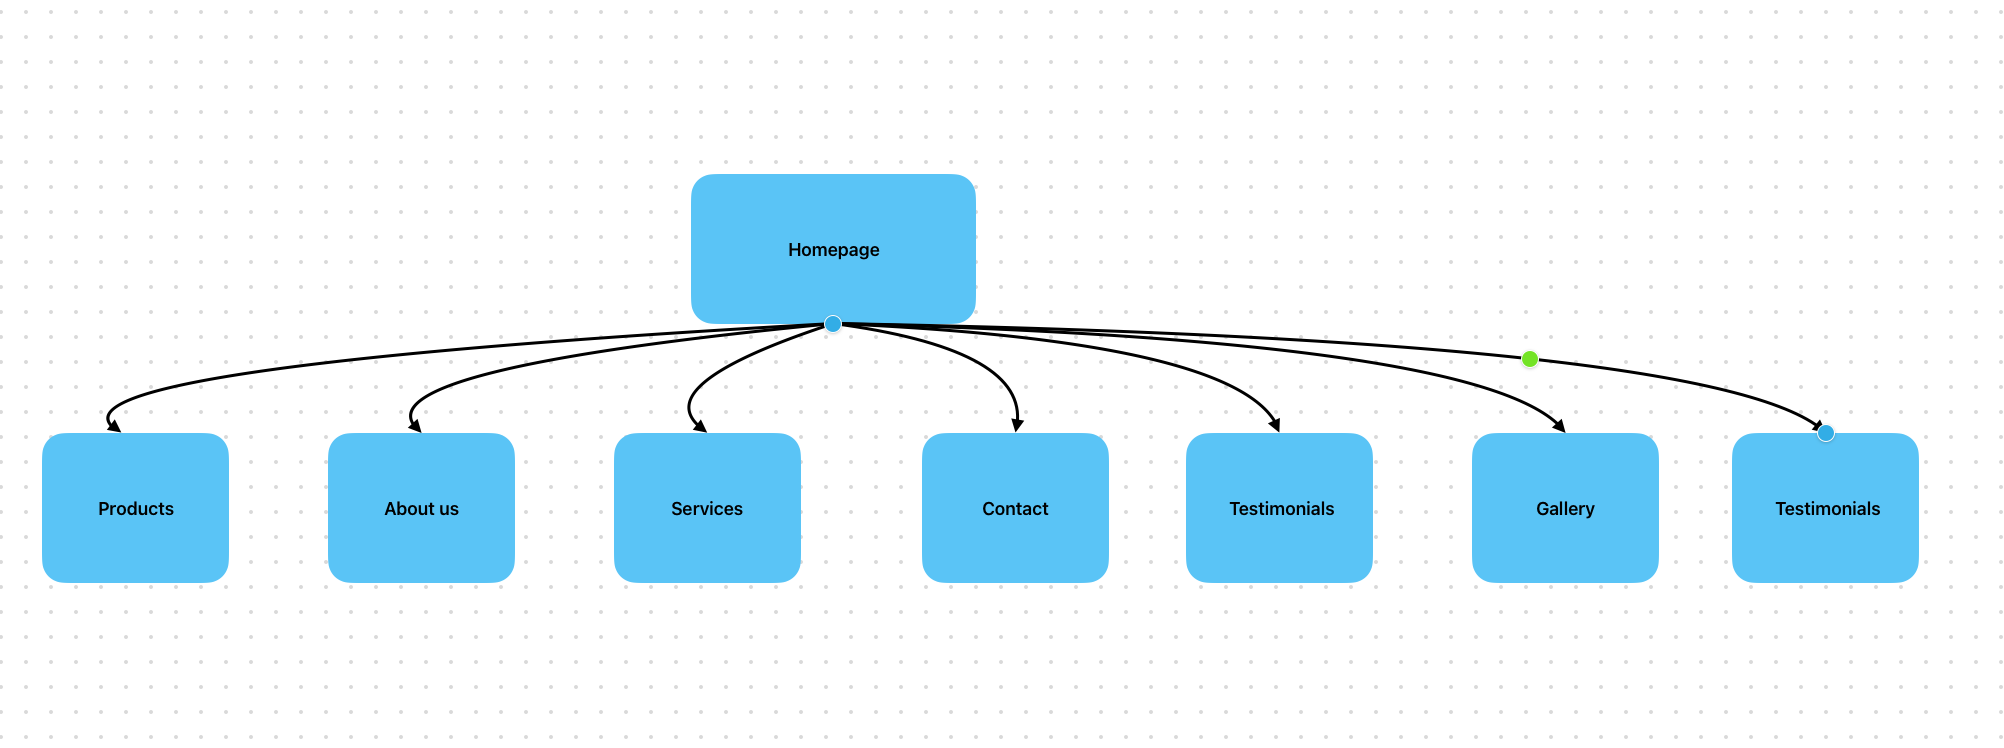 Homepage
Products
About us
Services
Contact
Testimonials
Gallery
Testimonials